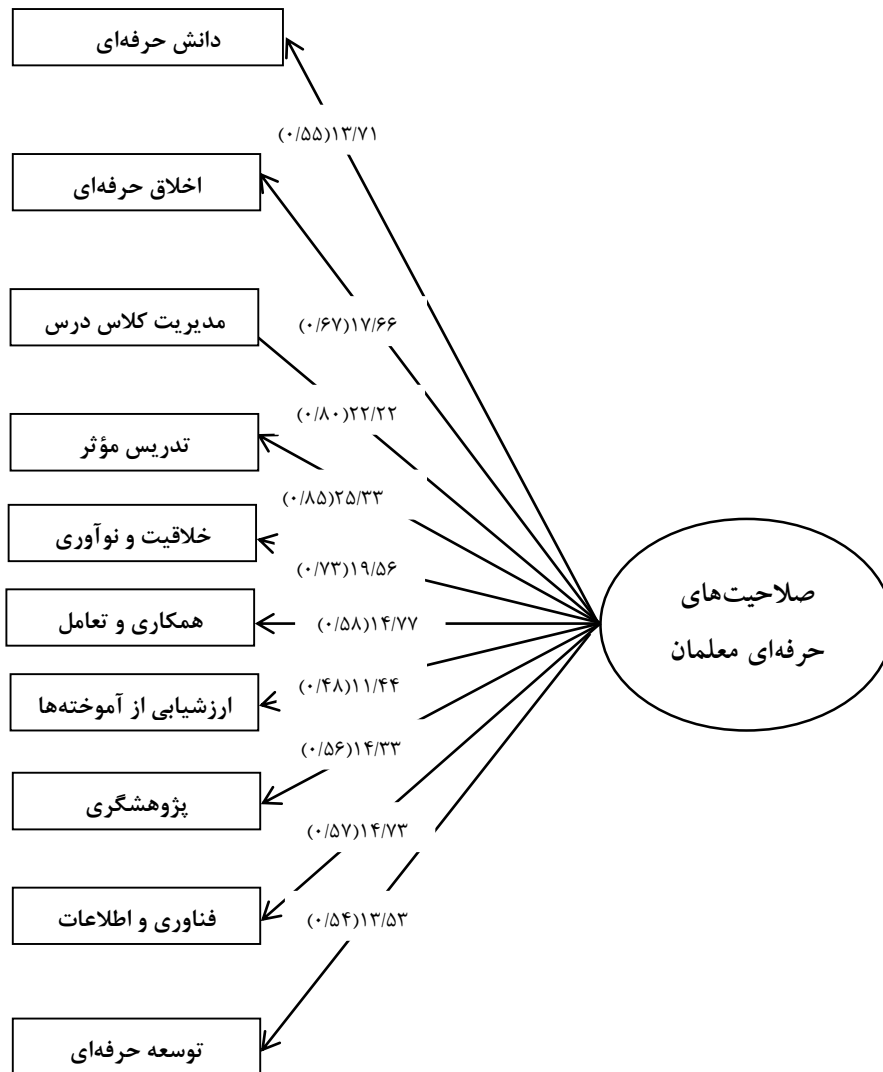 دانش حرفه‌ای
(۰/۵۵)۱۳/۷۱
اخلاق حرفه‌ای
(۰/۶۷)۱۷/۶۶
مدیریت کلاس درس
(۰/۸۰)۲۲/۲۲
تدریس مؤثر
(۰/۸۵)۲۵/۳۳
خلاقیت و نوآوری
(۰/۷۳)۱۹/۵۶
همکاری و تعامل
(۰/۵۸)۱۴/۷۷
ارزشیابی از آموخته‌ها
(۰/۴۸)۱۱/۴۴
پژوهشگری
(۰/۵۶)۱۴/۳۳
فناوری و اطلاعات
(۰/۵۷)۱۴/۷۳
توسعه حرفه‌ای
(۰/۵۴)۱۳/۵۳
صلاحیت‌های
حرفه‌ای معلمان